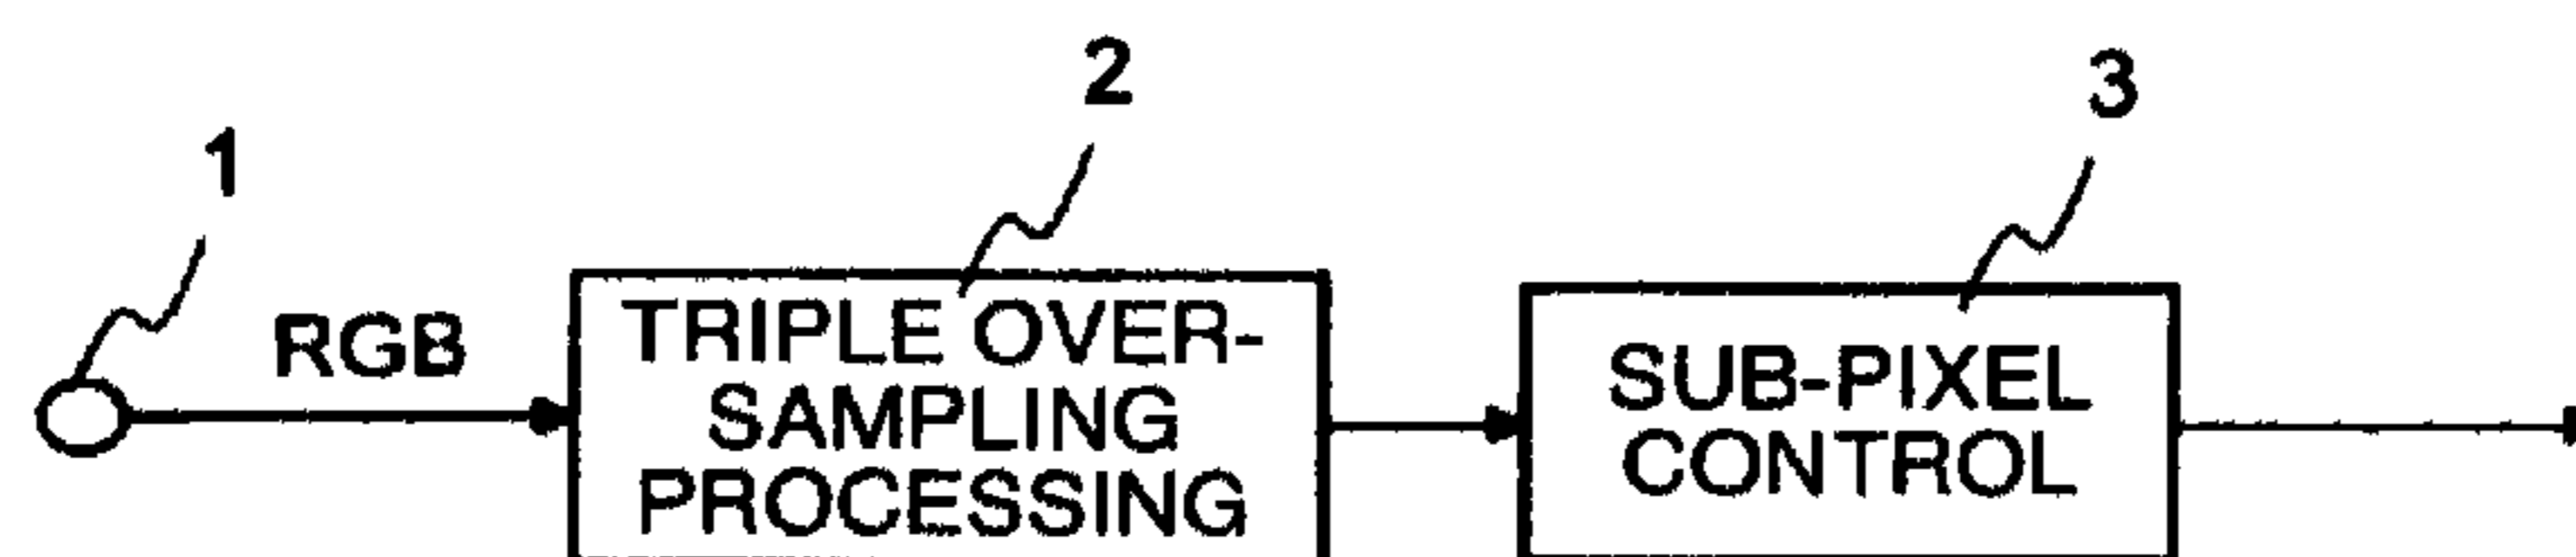 1
2
3
RGB
TRIPLE OVER-
SAMPLING
PROCESSING
SUB-PIXEL
CONTROL